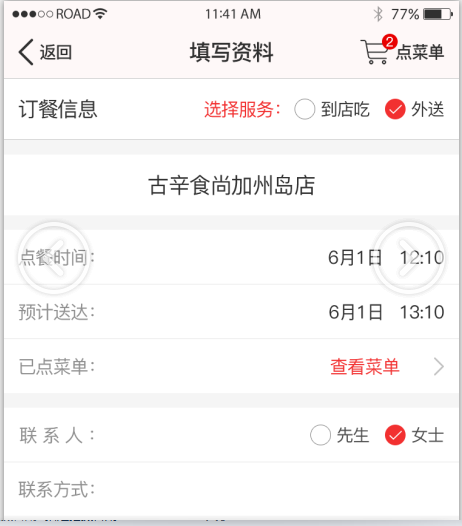 ROAD 11:41 AM 77%
返回 填写资料 2 点菜单
订餐信息 选择服务: 到店吃 外送
古辛食尚加州岛店
点餐时间: 6月1日 12:10
预计送达: 6月1日 13:10
已点菜单: 查看菜单
联系人: 先生 女士
联系方式: